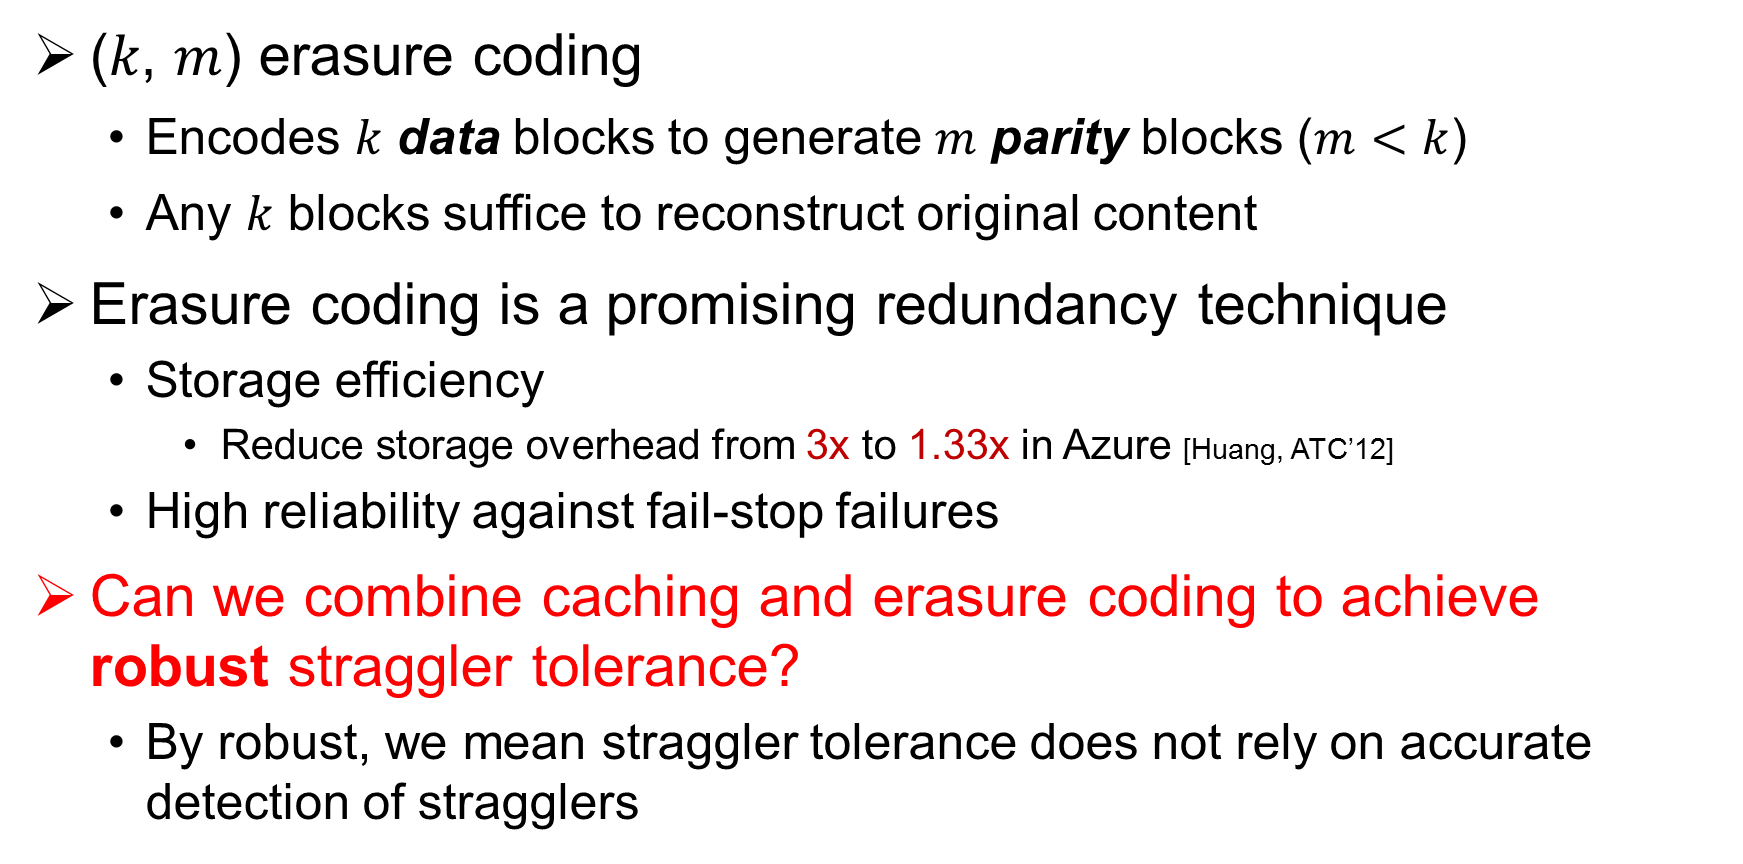 ➢ (k, m) erasure coding
• Encodes k data blocks to generate m parity blocks (m < k)
• Any k blocks suffice to reconstruct original content
➢ Erasure coding is a promising redundancy technique
• Storage efficiency
• Reduce storage overhead from 3x to 1.33x in Azure [Huang, ATC’12]
• High reliability against fail-stop failures
➢ Can we combine caching and erasure coding to achieve
robust straggler tolerance?
• By robust, we mean straggler tolerance does not rely on accurate
detection of stragglers